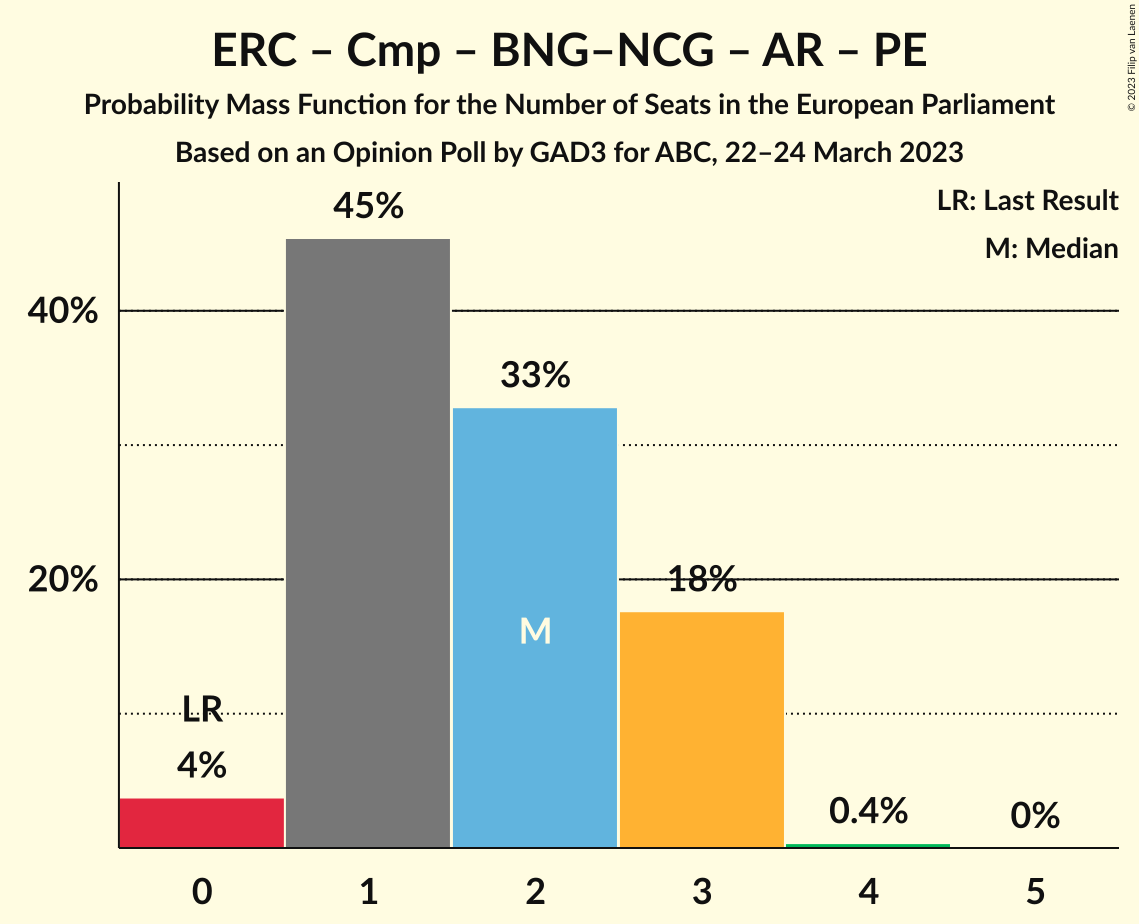 ERC – Cmp – BNG–NCG – AR – PE
Probability Mass Function for the Number of Seats in the European Parliament
Based on an Opinion Poll by GAD3 for ABC, 22–24 March 2023
© 2023 Filip van Laenen
LR: Last Result
M: Median
45%
40%
33%
20%
18%
M
LR
4%
0.4%
0%
0 1 2 3 4 5